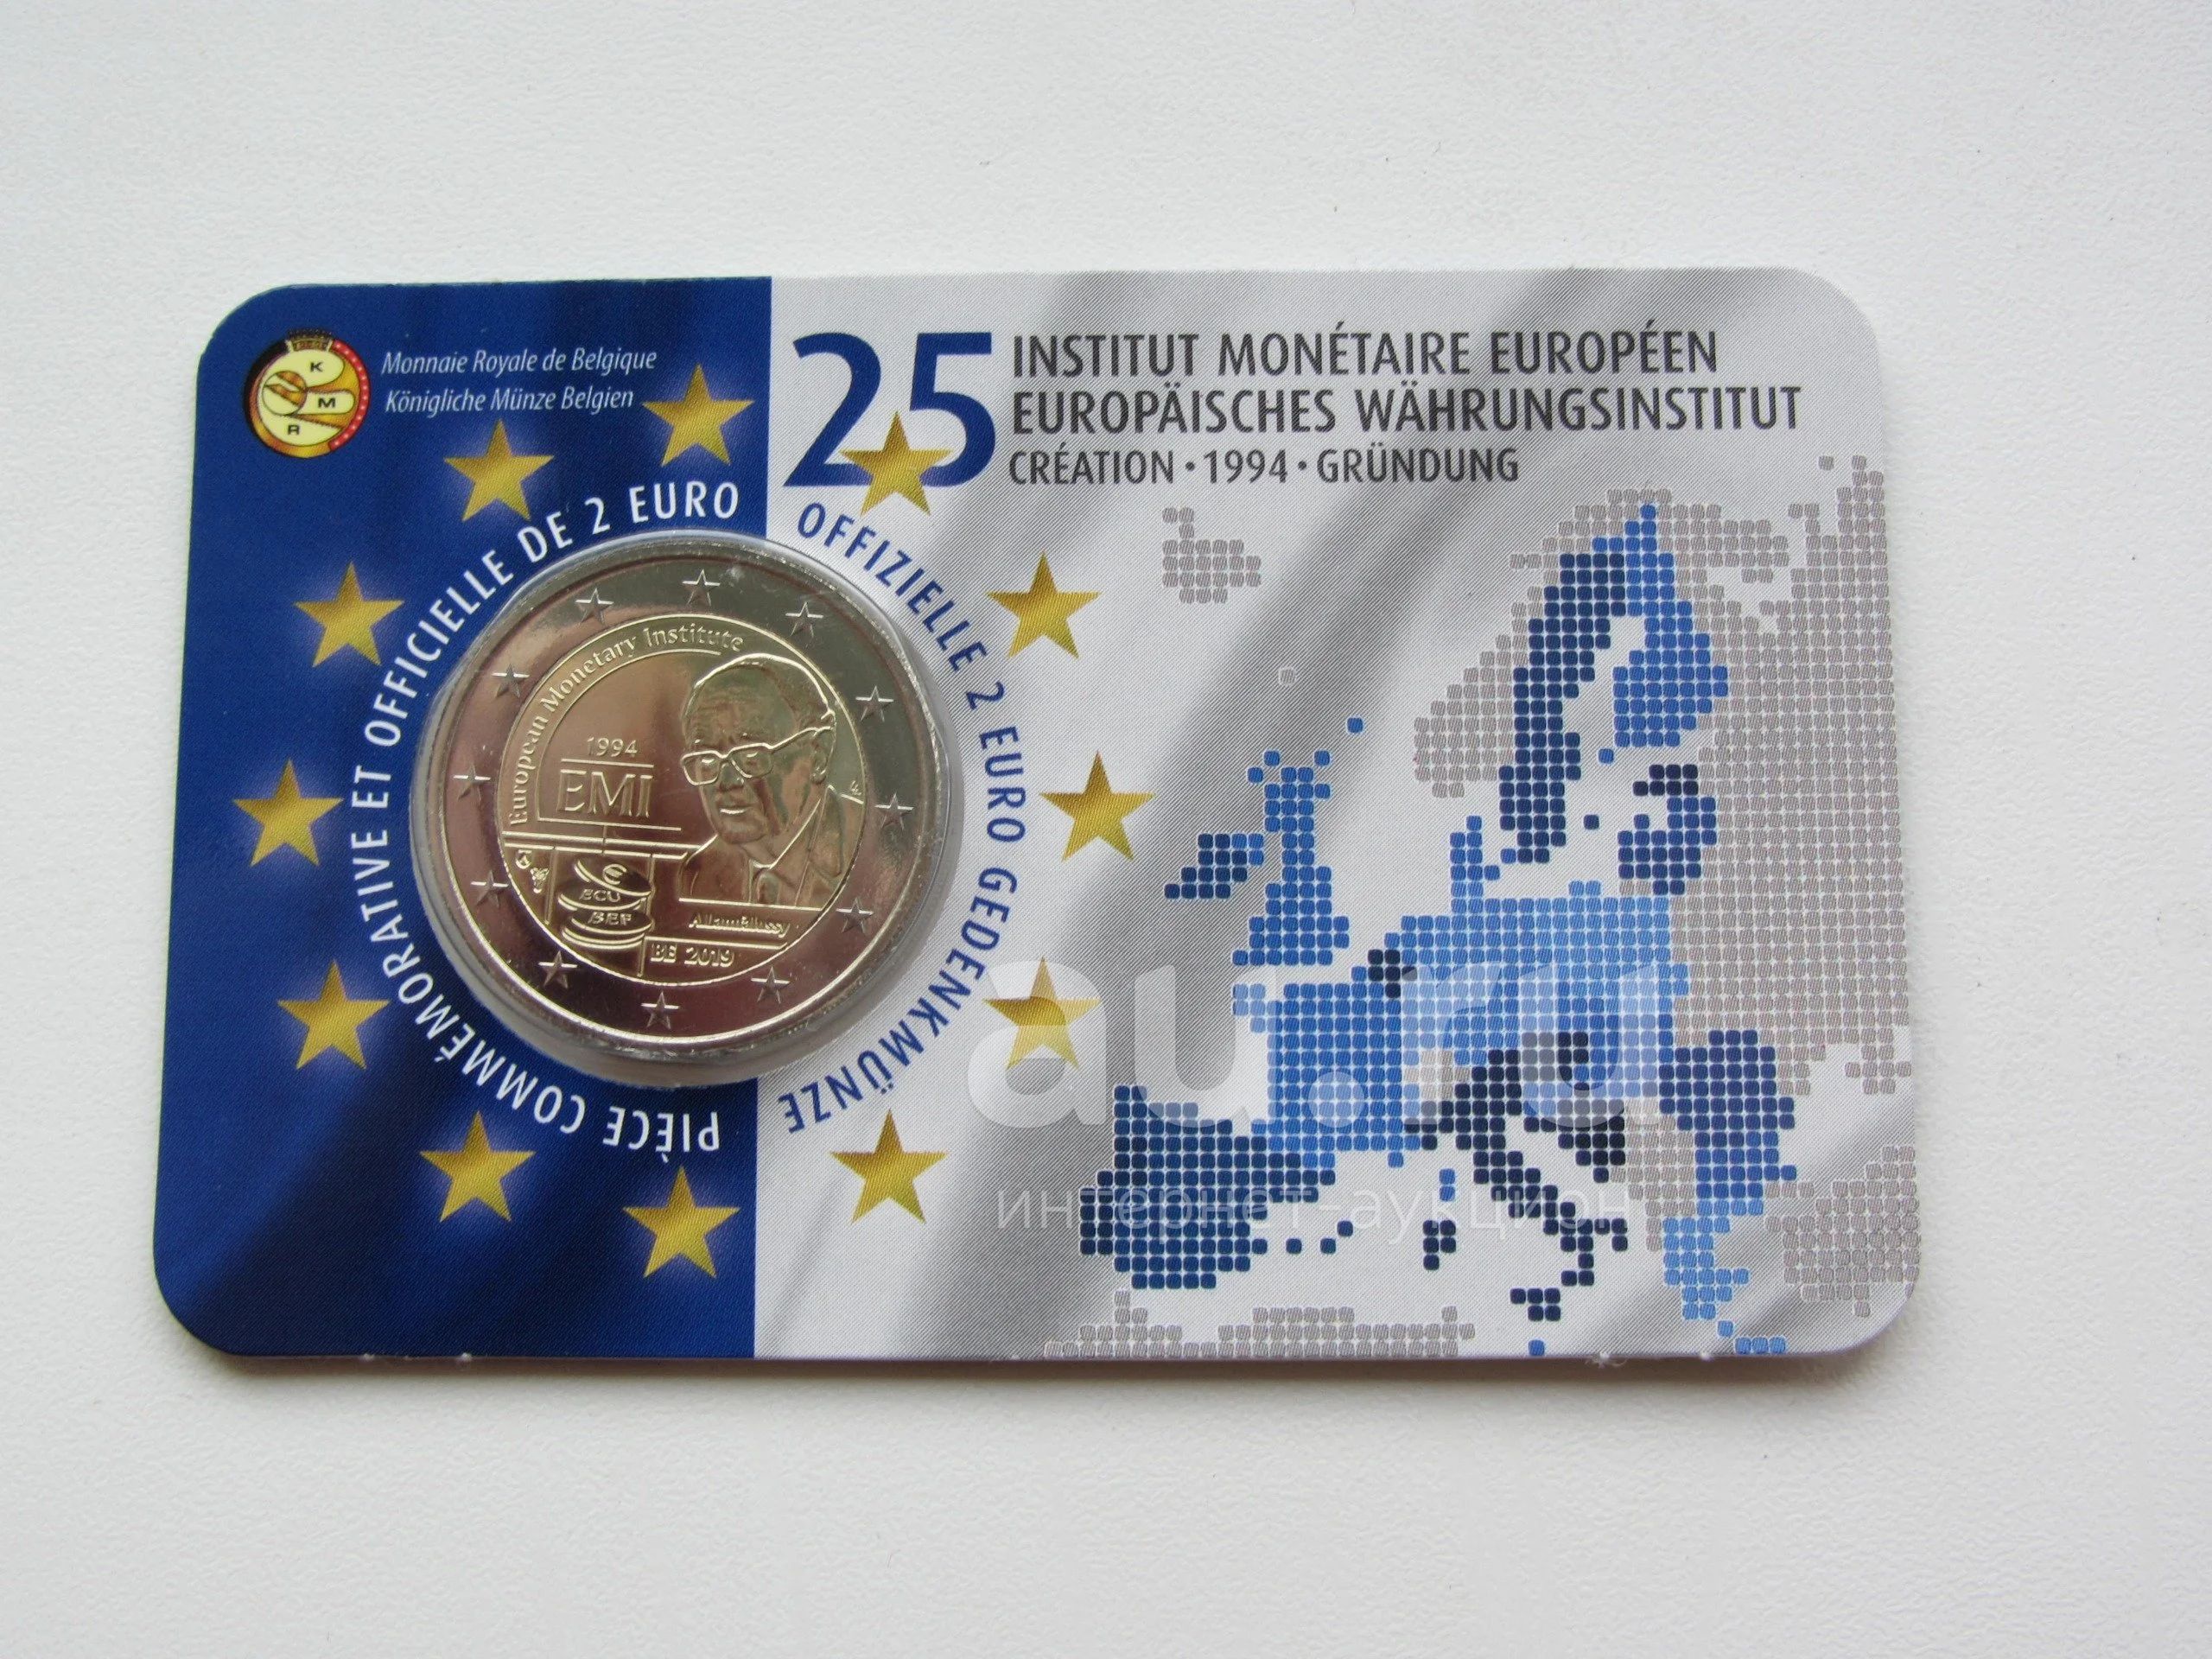 K
M
R
Monnaie Royale de Belgique
Königliche Münze Belgien
25
INSTITUT MONÉTAIRE EUROPÉEN
EUROPÄISCHES WÄHRUNGSINSTITUT
CRÉATION • 1994 • GRÜNDUNG
PIÈCE COMMÉMORATIVE ET OFFICIELLE DE 2 EURO
OFFIZIELLE 2 EURO GEDENKMÜNZE
European Monetary Institute
1994
EMI
€
ECU
BEF
BE 2019
au.ru
интернет-аукцион